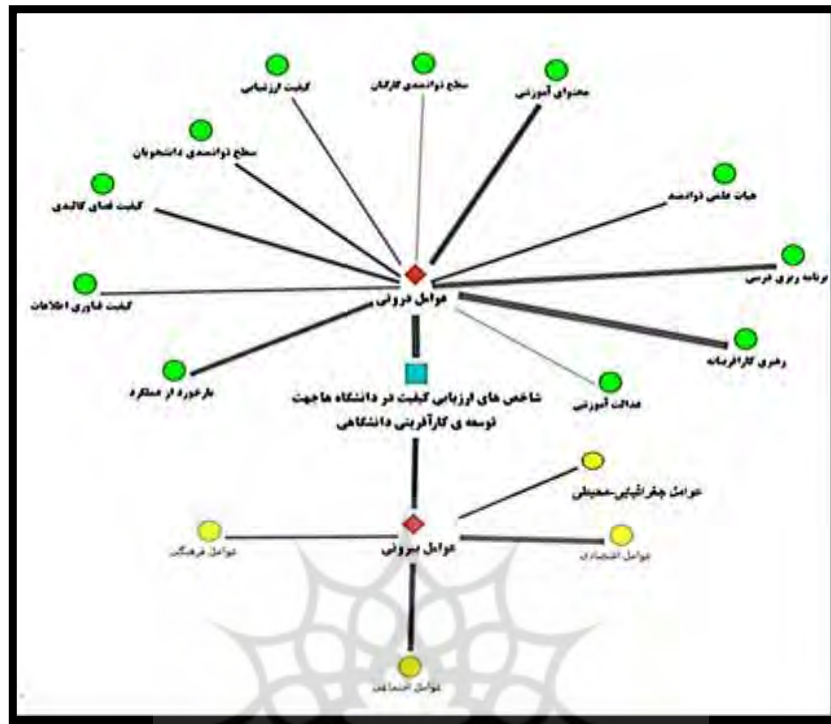 سطح توانمندی کارکنان
محتوای آموزشی
کیفیت ارزشیابی
سطح توانمندی دانشجویان
هیات علمی توانمند
کیفیت فضای کالبدی
برنامه ریزی درسی
عوامل درونی
کیفیت فناوری اطلاعات
رهبری کارآفرینانه
بازخورد از عملکرد
عدالت آموزشی
شاخص های ارزیابی کیفیت در دانشگاه ها جهت
توسعه ی کارآفرینی دانشگاهی
عوامل جغرافیایی-محیطی
عوامل فرهنگی
عوامل بیرونی
عوامل اقتصادی
عوامل اجتماعی